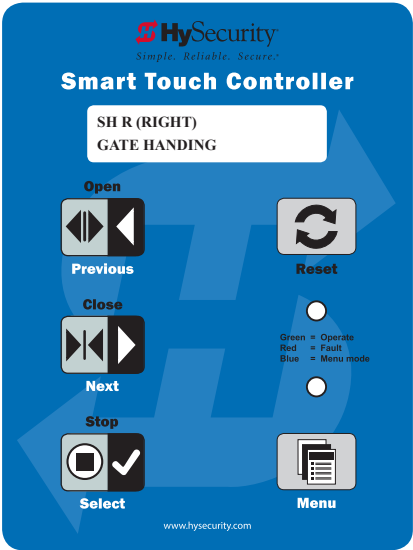 HySecurity
Simple. Reliable. Secure.
Smart Touch Controller
SH R (RIGHT)
GATE HANDING
Open
Previous
Reset
Close
Green = Operate
Red = Fault
Blue = Menu mode
Next
Stop
Select
Menu
www.hysecurity.com